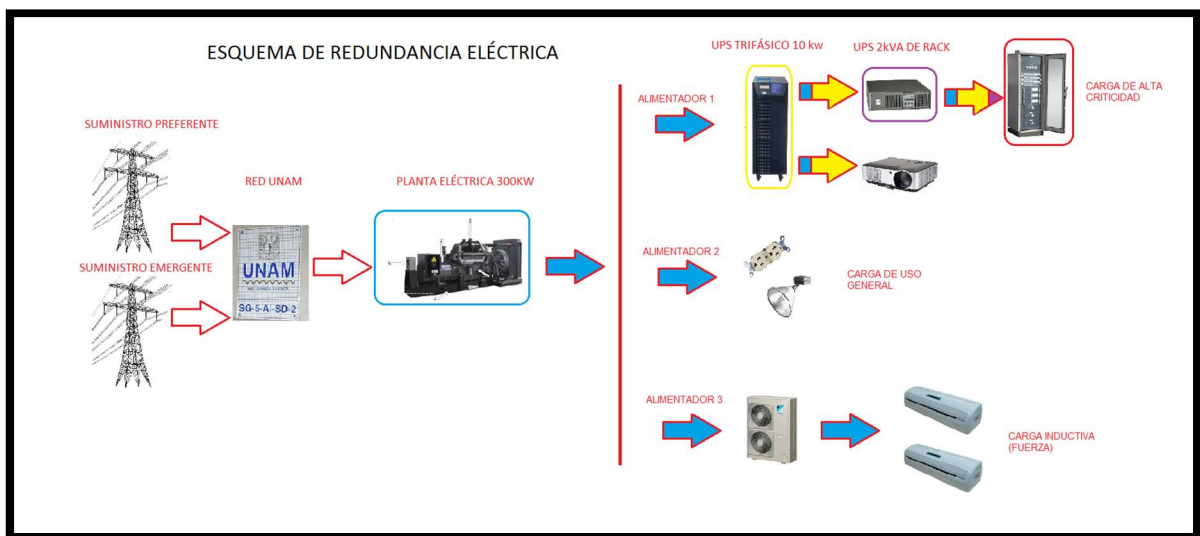 ESQUEMA DE REDUNDANCIA ELÉCTRICA
SUMINISTRO PREFERENTE
SUMINISTRO EMERGENTE
RED UNAM
UNAM
SG-5-A-SD-2
PLANTA ELÉCTRICA 300KW
ALIMENTADOR 1
UPS TRIFÁSICO 10 kw
UPS 2kVA DE RACK
CARGA DE ALTA
CRITICIDAD
ALIMENTADOR 2
CARGA DE USO
GENERAL
ALIMENTADOR 3
CARGA INDUCTIVA
(FUERZA)